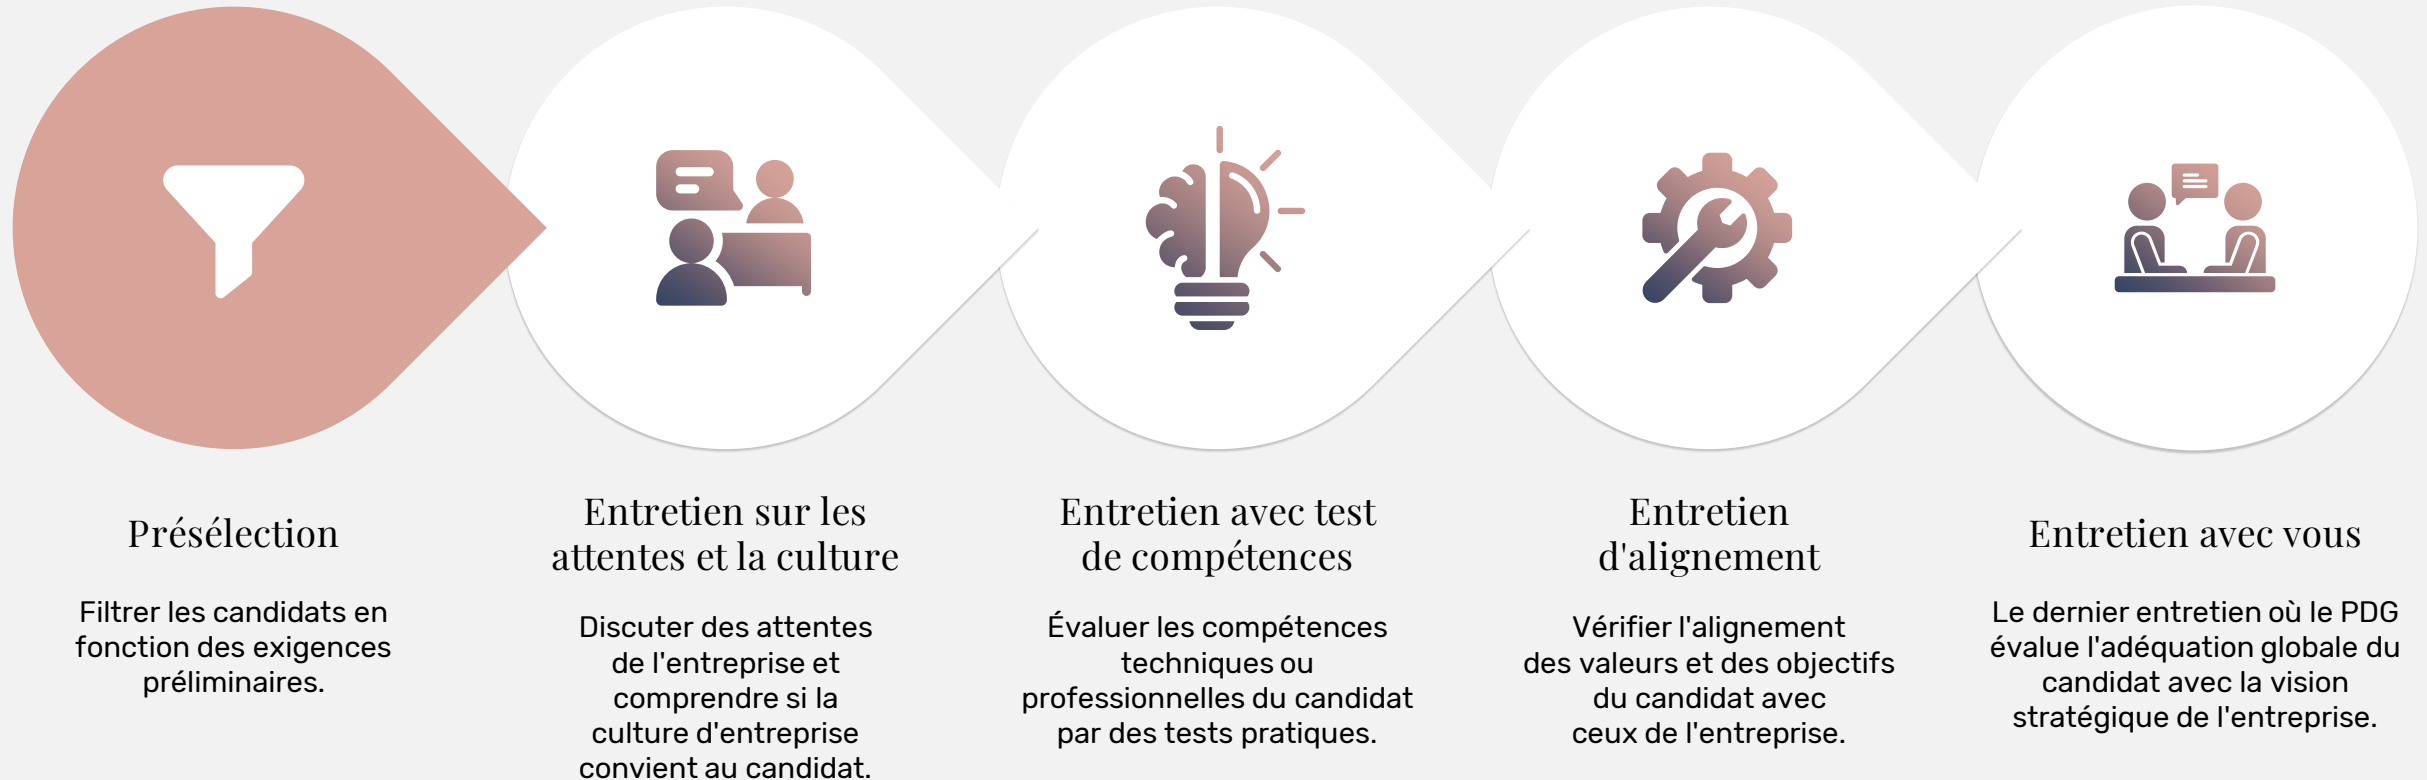 Présélection
Filtrer les candidats en
fonction des exigences
préliminaires.
Entretien sur les
attentes et la culture
Discuter des attentes
de l'entreprise et
comprendre si la
culture d'entreprise
convient au candidat.
Entretien avec test
de compétences
Évaluer les compétences
techniques ou
professionnelles du candidat
par des tests pratiques.
Entretien
d'alignement
Vérifier l'alignement
des valeurs et des objectifs
du candidat avec
ceux de l'entreprise.
Entretien avec vous
Le dernier entretien où le PDG
évalue l'adéquation globale du
candidat avec la vision
stratégique de l'entreprise.